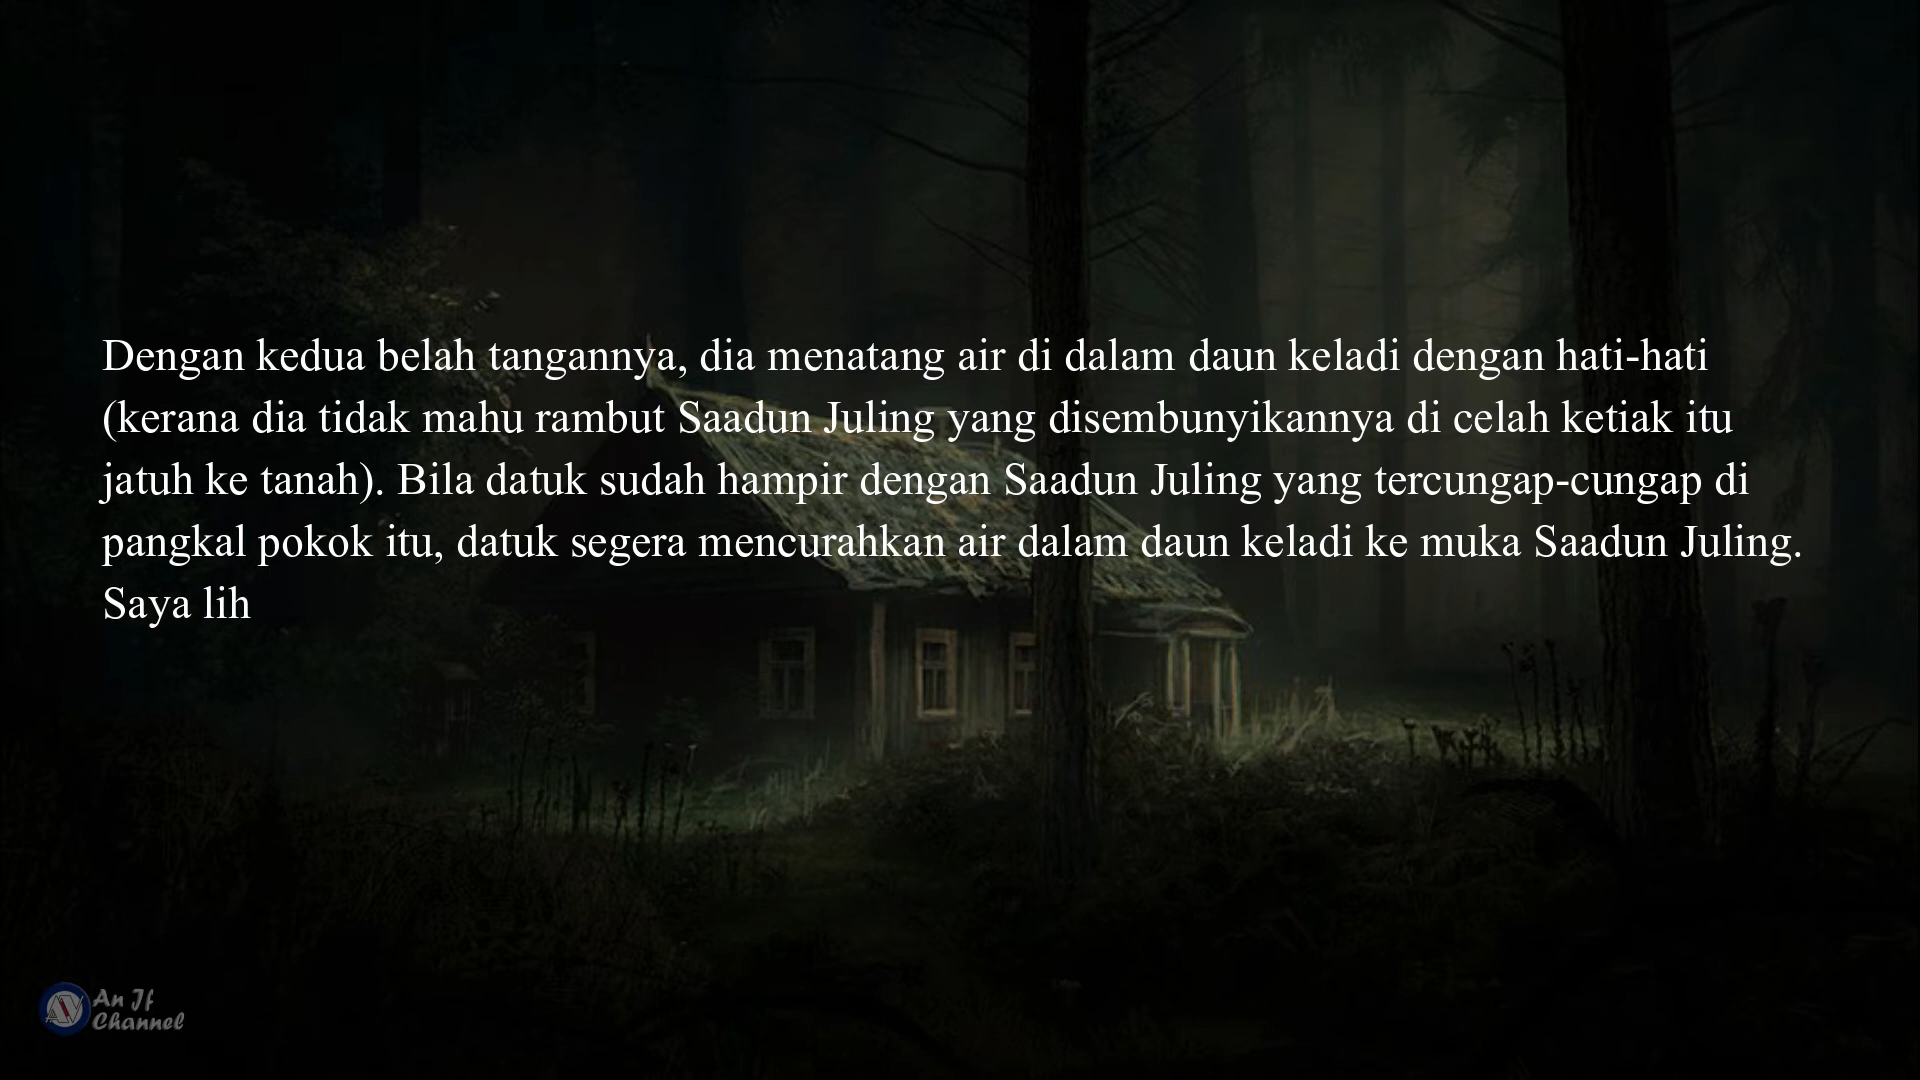 Dengan kedua belah tangannya, dia menatang air di dalam daun keladi dengan hati-hati
(kerana dia tidak mahu rambut Saadun Juling yang disembunyikannya di celah ketiak itu
jatuh ke tanah). Bila datuk sudah hampir dengan Saadun Juling yang tercungap-cungap di
pangkal pokok itu, datuk segera mencurahkan air dalam daun keladi ke muka Saadun Juling.
Saya lih
An If
Channel